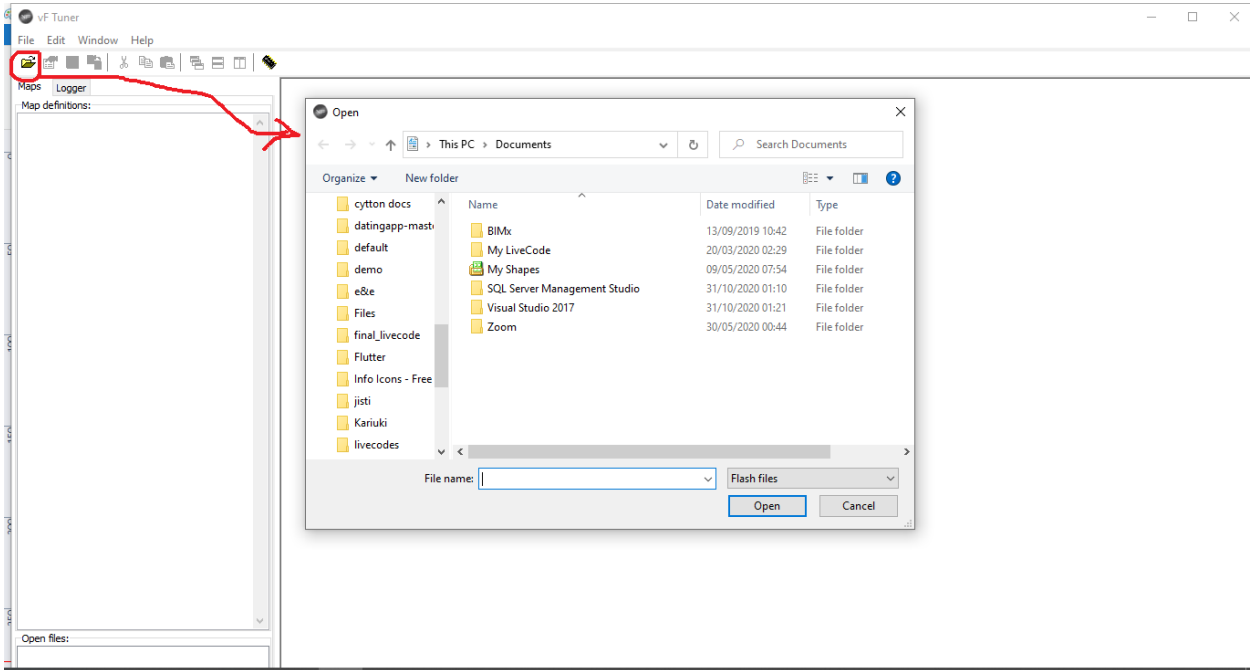 vF Tuner
File Edit Window Help
Maps Logger
Map definitions:
Open
This PC > Documents
Search Documents
Organize New folder
cytton docs
datingapp-mast
default
demo
e&e
Files
final_livecode
Flutter
Info Icons - Free
jisti
Kariuki
livecodes
Name Date modified Type
BIMx 13/09/2019 10:42 File folder
My LiveCode 20/03/2020 02:29 File folder
My Shapes 09/05/2020 07:54 File folder
SQL Server Management Studio 31/10/2020 01:10 File folder
Visual Studio 2017 31/10/2020 01:21 File folder
Zoom 30/05/2020 00:44 File folder
File name: Flash files
Open Cancel
Open files: